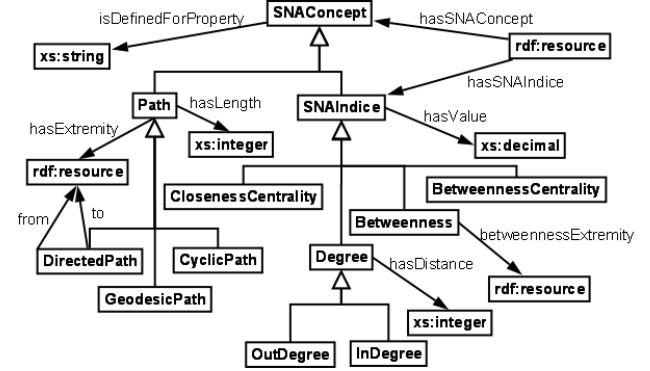 SNAConcept
isDefinedForProperty
hasSNAConcept
xs:string
rdf:resource
hasSNAIndice
Path
hasLength
SNAIndice
hasValue
hasExtremity
xs:integer
xs:decimal
rdf:resource
ClosenessCentrality
BetweennessCentrality
from
to
Betweenness
betweennessExtremity
DirectedPath
CyclicPath
Degree
hasDistance
rdf:resource
GeodesicPath
xs:integer
OutDegree
InDegree